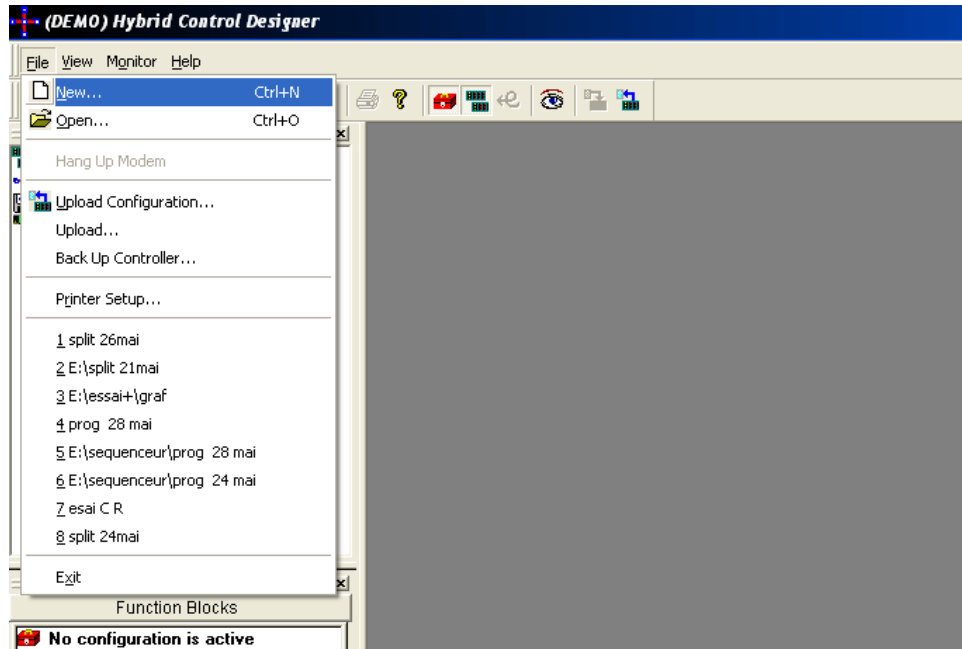 (DEMO) Hybrid Control Designer
File View Monitor Help
New... Ctrl+N
Open... Ctrl+O
Hang Up Modem
Upload Configuration...
Upload...
Back Up Controller...
Printer Setup...
1 split 26mai
2 E:\split 21mai
3 E:\essai+\graf
4 prog 28 mai
5 E:\sequenceur\prog 28 mai
6 E:\sequenceur\prog 24 mai
7 esai C R
8 split 24mai
Exit
Function Blocks
No configuration is active